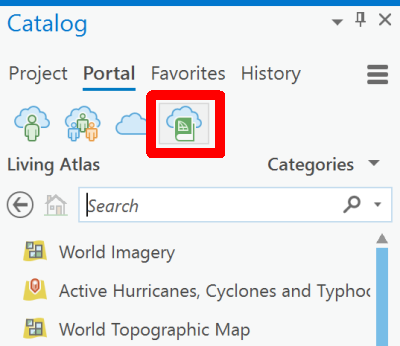 Catalog
Project Portal Favorites History
Living Atlas Categories
Search
World Imagery
Active Hurricanes, Cyclones and Typhoo
World Topographic Map